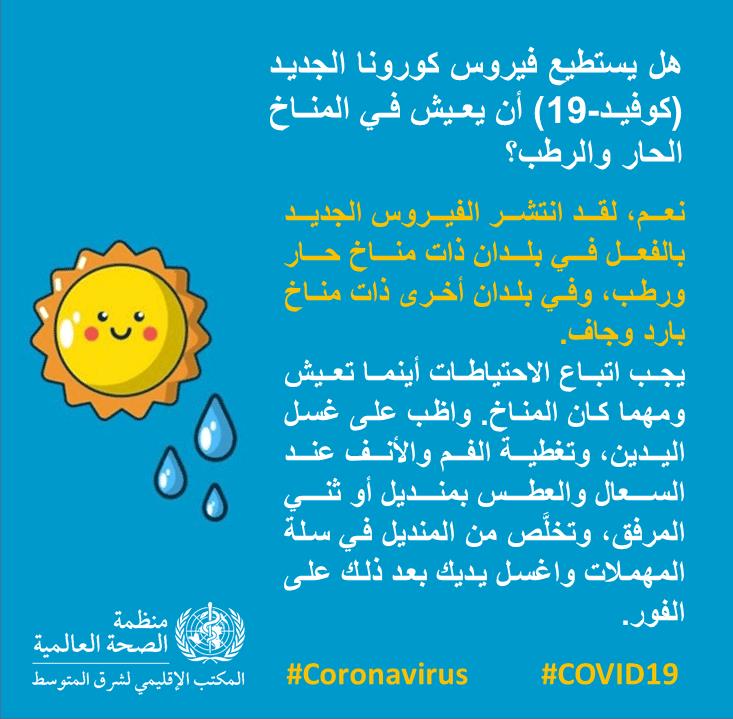 هل يستطيع فيروس كورونا الجديد
(كوفيد-19) أن يعيش في المناخ
الحار والرطب؟
نعم، لقد انتشر الفيروس الجديد
بالفعل في بلدان ذات مناخ حار
ورطب، وفي بلدان أخرى ذات مناخ
بارد وجاف.
يجب اتباع الاحتياطات أينما تعيش
ومهما كان المناخ. واظب على غسل
اليدين، وتغطية الفم والأنف عند
السعال والعطس بمنديل أو ثني
المرفق، وتخلَّص من المنديل في سلة
المهملات واغسل يديك بعد ذلك على
الفور.
منظمة
الصحة العالمية
المكتب الإقليمي لشرق المتوسط
#Coronavirus #COVID19